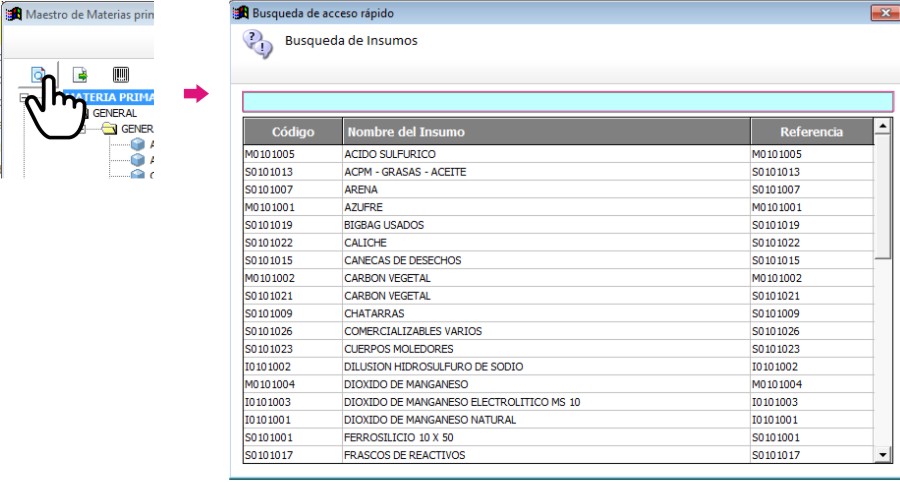 Maestro de Materias prim
MATERIA PRIMA
GENERAL
GENER
Busqueda de acceso rápido
Busqueda de Insumos
Código Nombre del Insumo Referencia
M0101005 ACIDO SULFURICO M0101005
S0101013 ACPM - GRASAS - ACEITE S0101013
S0101007 ARENA S0101007
M0101001 AZUFRE M0101001
S0101019 BIGBAG USADOS S0101019
S0101022 CALICHE S0101022
S0101015 CANECAS DE DESECHOS S0101015
M0101002 CARBON VEGETAL M0101002
S0101021 CARBON VEGETAL S0101021
S0101009 CHATARRAS S0101009
S0101026 COMERCIALIZABLES VARIOS S0101026
S0101023 CUERPOS MOLEDORES S0101023
I0101002 DILUSION HIDROSULFURO DE SODIO I0101002
M0101004 DIOXIDO DE MANGANESO M0101004
I0101003 DIOXIDO DE MANGANESO ELECTROLITICO MS 10 I0101003
I0101001 DIOXIDO DE MANGANESO NATURAL I0101001
S0101001 FERROSILICIO 10 X 50 S0101001
S0101017 FRASCOS DE REACTIVOS S0101017